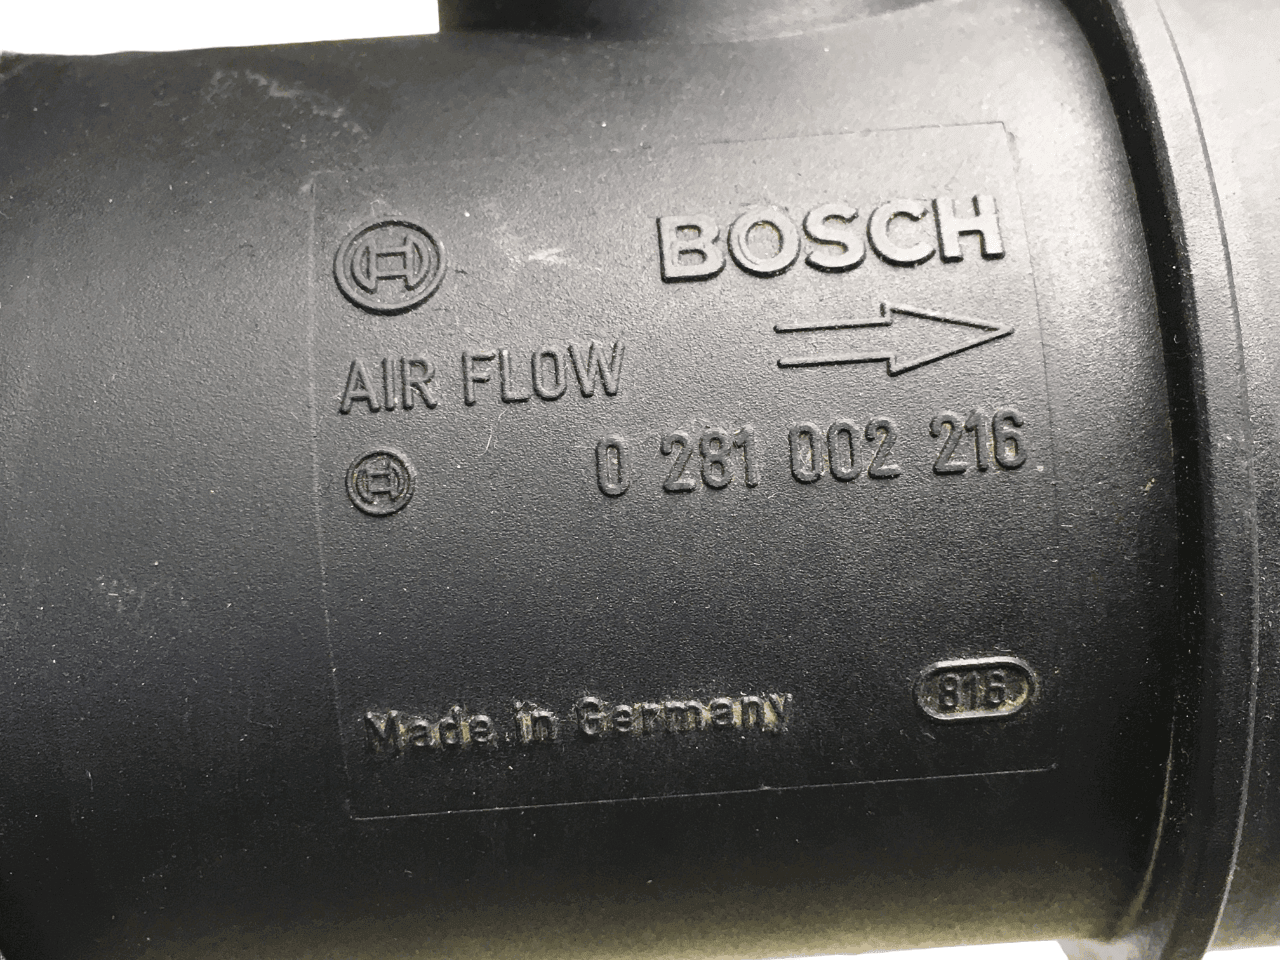 BOSCH
AIR FLOW
0 281 002 216
Made in Germany
816